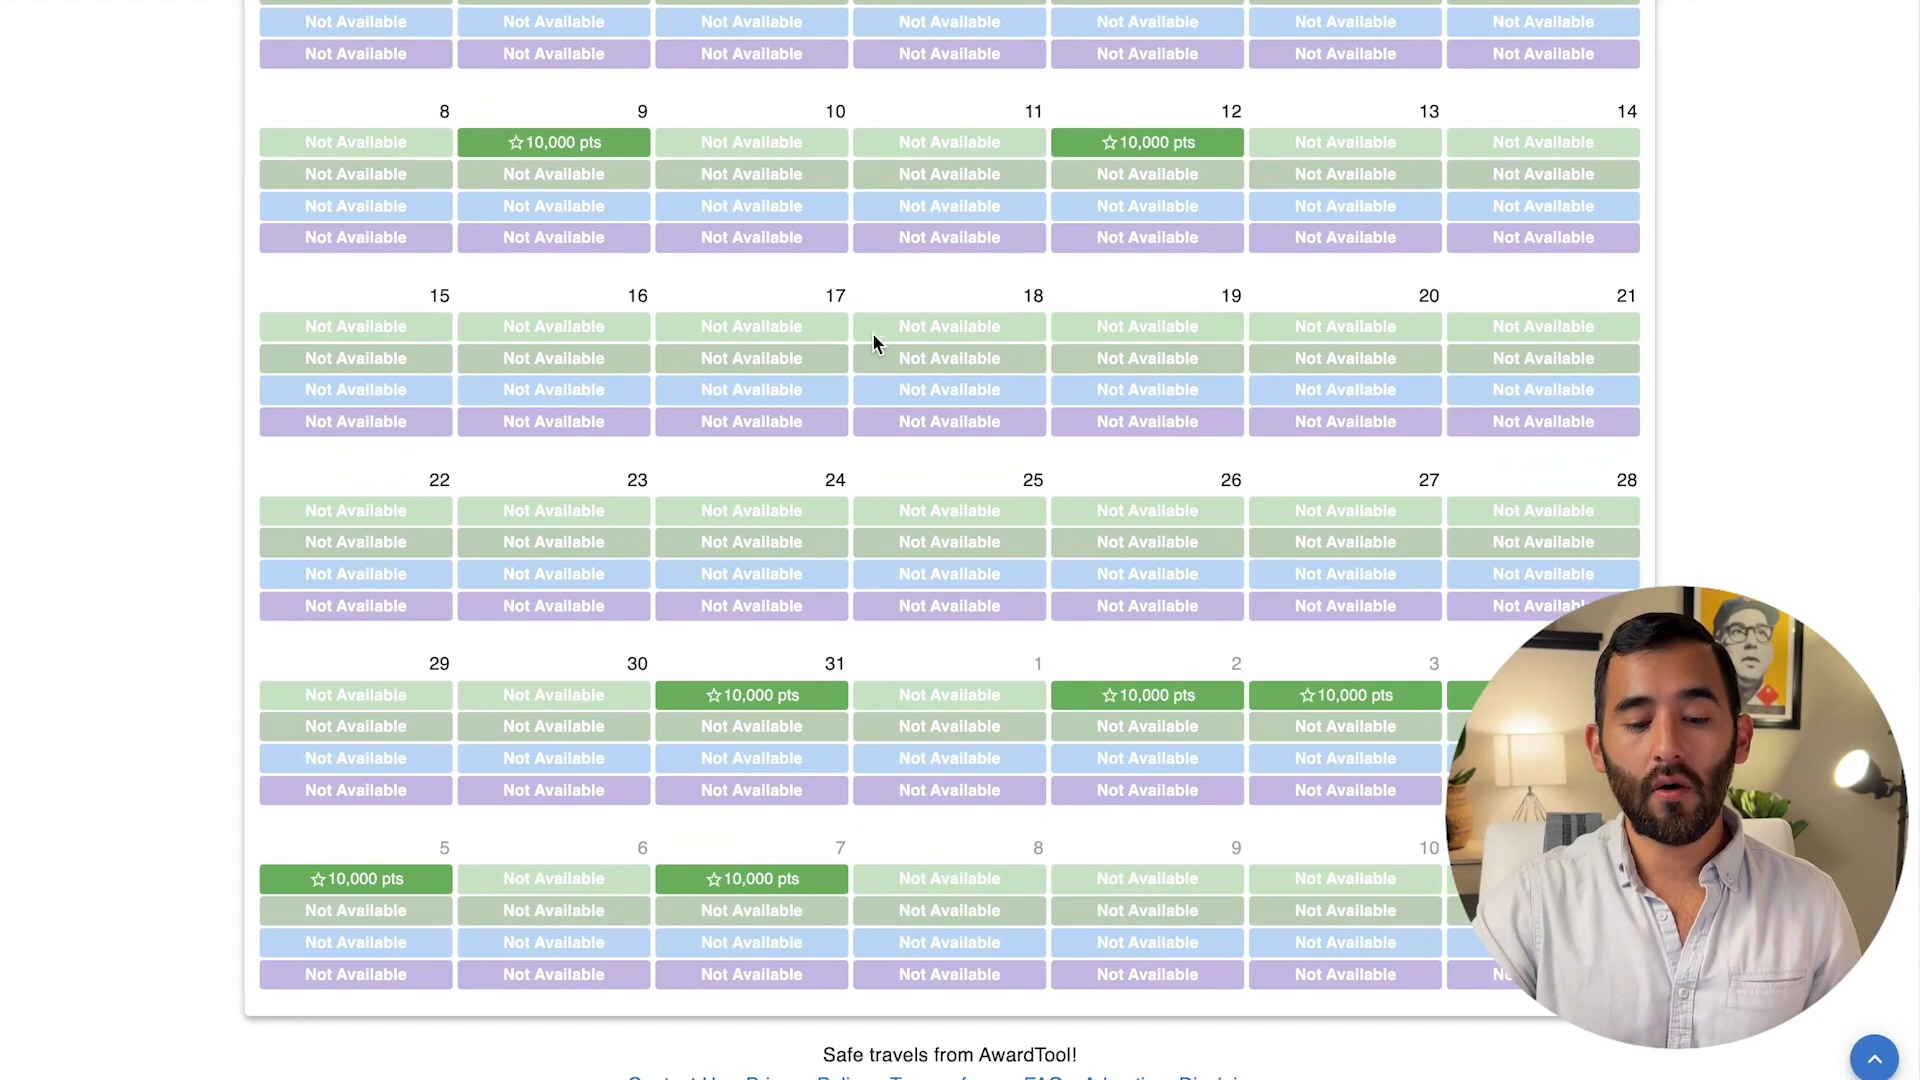 Not Available Not Available Not Available Not Available Not Available Not Available Not Available
Not Available Not Available Not Available Not Available Not Available Not Available Not Available
8 9 10 11 12 13 14
Not Available ☆10,000 pts Not Available Not Available ☆10,000 pts Not Available Not Available
Not Available Not Available Not Available Not Available Not Available Not Available Not Available
Not Available Not Available Not Available Not Available Not Available Not Available Not Available
Not Available Not Available Not Available Not Available Not Available Not Available Not Available
15 16 17 18 19 20 21
Not Available Not Available Not Available Not Available Not Available Not Available Not Available
Not Available Not Available Not Available Not Available Not Available Not Available Not Available
Not Available Not Available Not Available Not Available Not Available Not Available Not Available
Not Available Not Available Not Available Not Available Not Available Not Available Not Available
22 23 24 25 26 27 28
Not Available Not Available Not Available Not Available Not Available Not Available Not Available
Not Available Not Available Not Available Not Available Not Available Not Available Not Available
Not Available Not Available Not Available Not Available Not Available Not Available Not Available
Not Available Not Available Not Available Not Available Not Available Not Available Not
29 30 31 1 2 3
Not Available Not Available ☆10,000 pts Not Available ☆10,000 pts ☆10,000 pts
Not Available Not Available Not Available Not Available Not Available Not Available
Not Available Not Available Not Available Not Available Not Available Not Available
Not Available Not Available Not Available Not Available Not Available Not Available
5 6 7 8 9 10
☆10,000 pts Not Available ☆10,000 pts Not Available Not Available Not Available
Not Available Not Available Not Available Not Available Not Available Not Available
Not Available Not Available Not Available Not Available Not Available Not Available
Not Available Not Available Not Available Not Available Not Available Not Available
Safe travels from AwardTool!